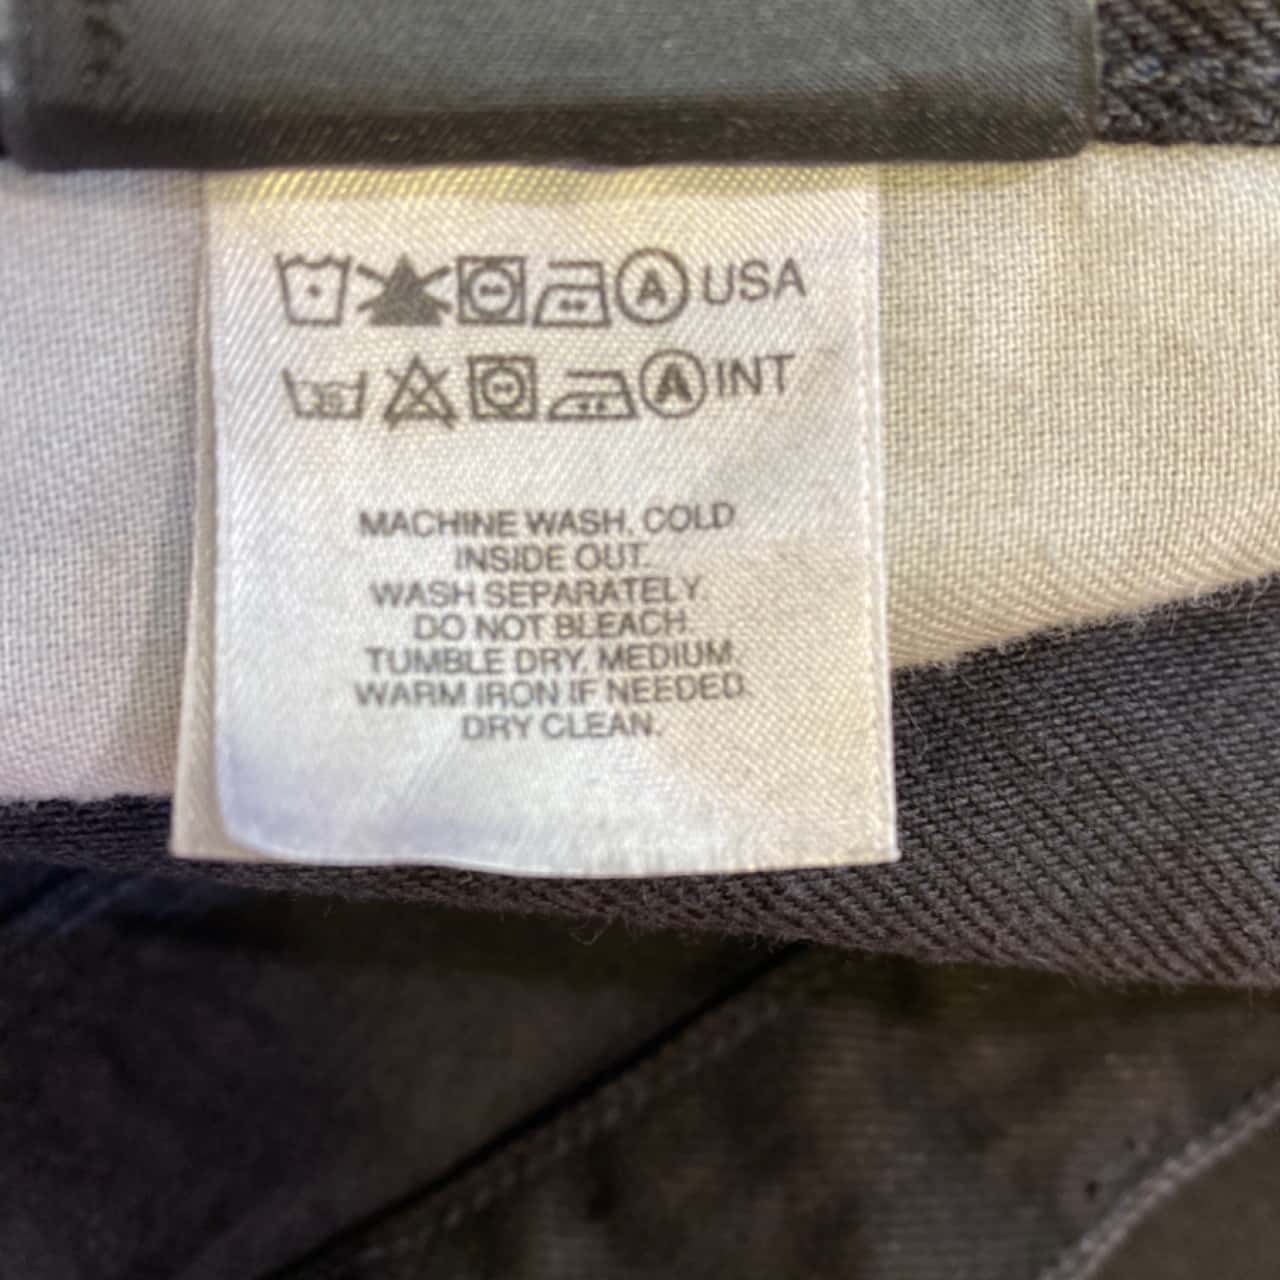 A USA
A INT
MACHINE WASH, COLD
INSIDE OUT.
WASH SEPARATELY.
DO NOT BLEACH.
TUMBLE DRY, MEDIUM.
WARM IRON IF NEEDED.
DRY CLEAN.